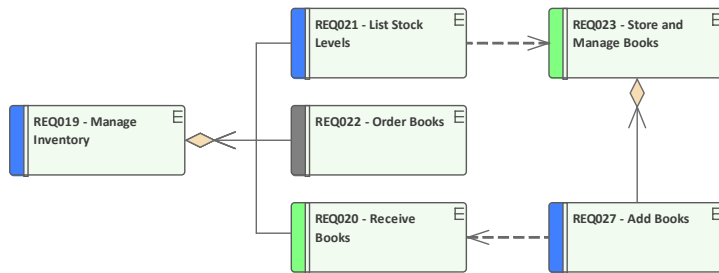 REQ021 - List Stock
Levels
REQ023 - Store and
Manage Books
REQ019 - Manage
Inventory
REQ022 - Order Books
REQ020 - Receive
Books
REQ027 - Add Books